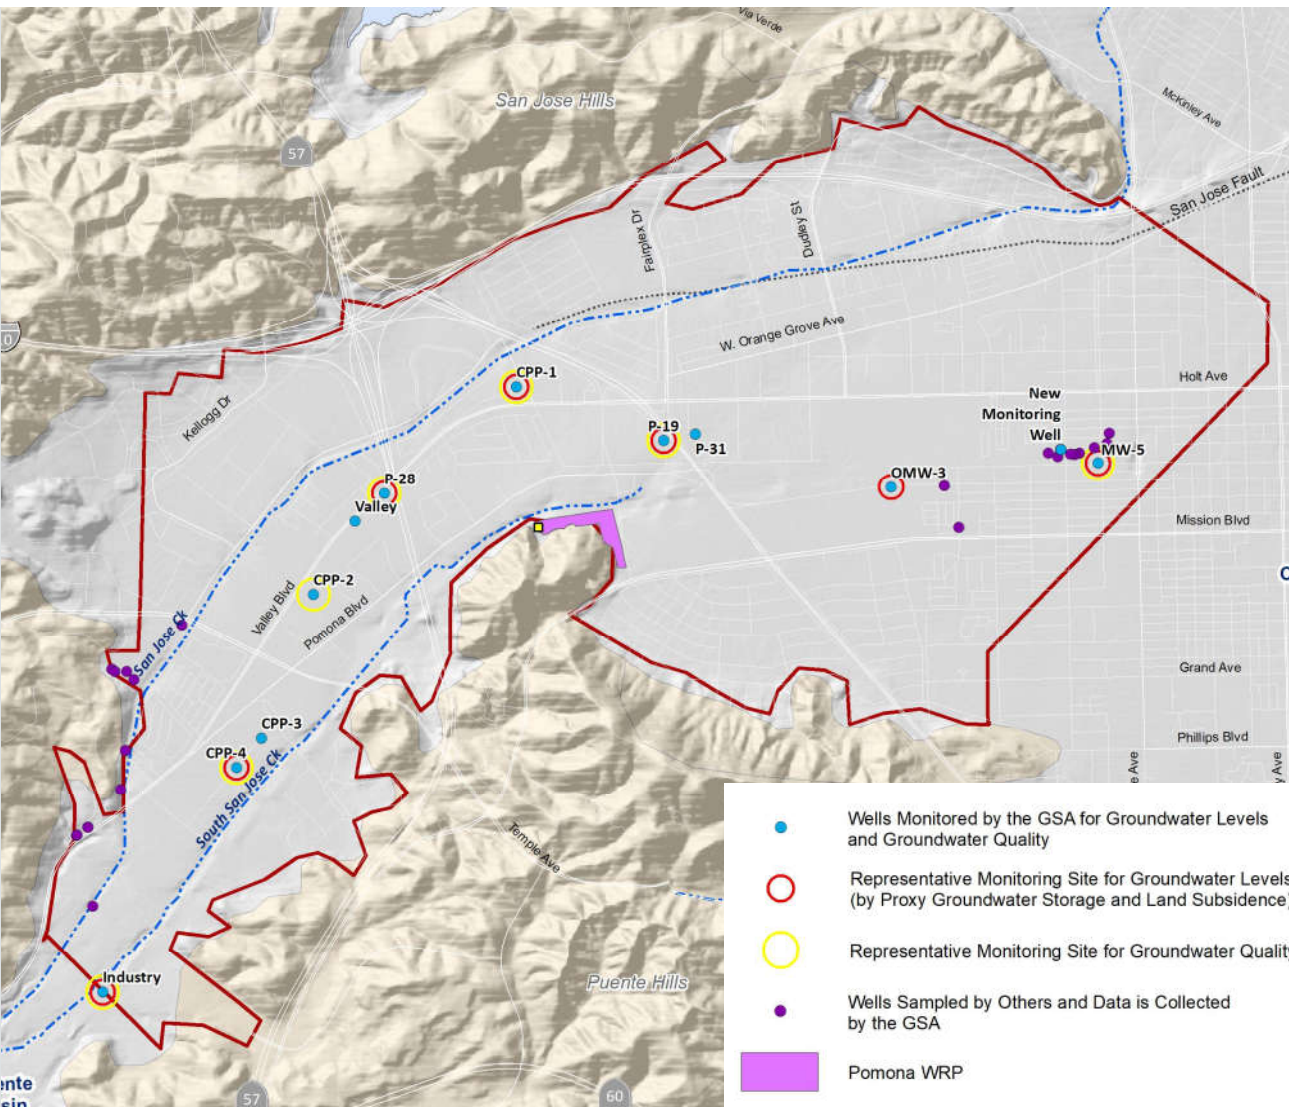 Via Verde
San Jose Hills
McKinley Ave
57
San Jose Fault
Fairplex Dr
Dudley St
0
W. Orange Grove Ave
CPP-1
Holt Ave
Kellogg Dr
New
Monitoring
Well
P-19
P-31
MW-5
P-28
OMW-3
Valley
Mission Blvd
CPP-2
Valley Blvd
Pomona Blvd
San Jose Ck
Grand Ave
CPP-3
Phillips Blvd
CPP-4
South San Jose Ck
e Ave
y Ave
Temple Ave
Industry
Puente Hills
57
60
ente
sin
C
Wells Monitored by the GSA for Groundwater Levels
and Groundwater Quality
Representative Monitoring Site for Groundwater Levels
(by Proxy Groundwater Storage and Land Subsidence)
Representative Monitoring Site for Groundwater Quality
Wells Sampled by Others and Data is Collected
by the GSA
Pomona WRP